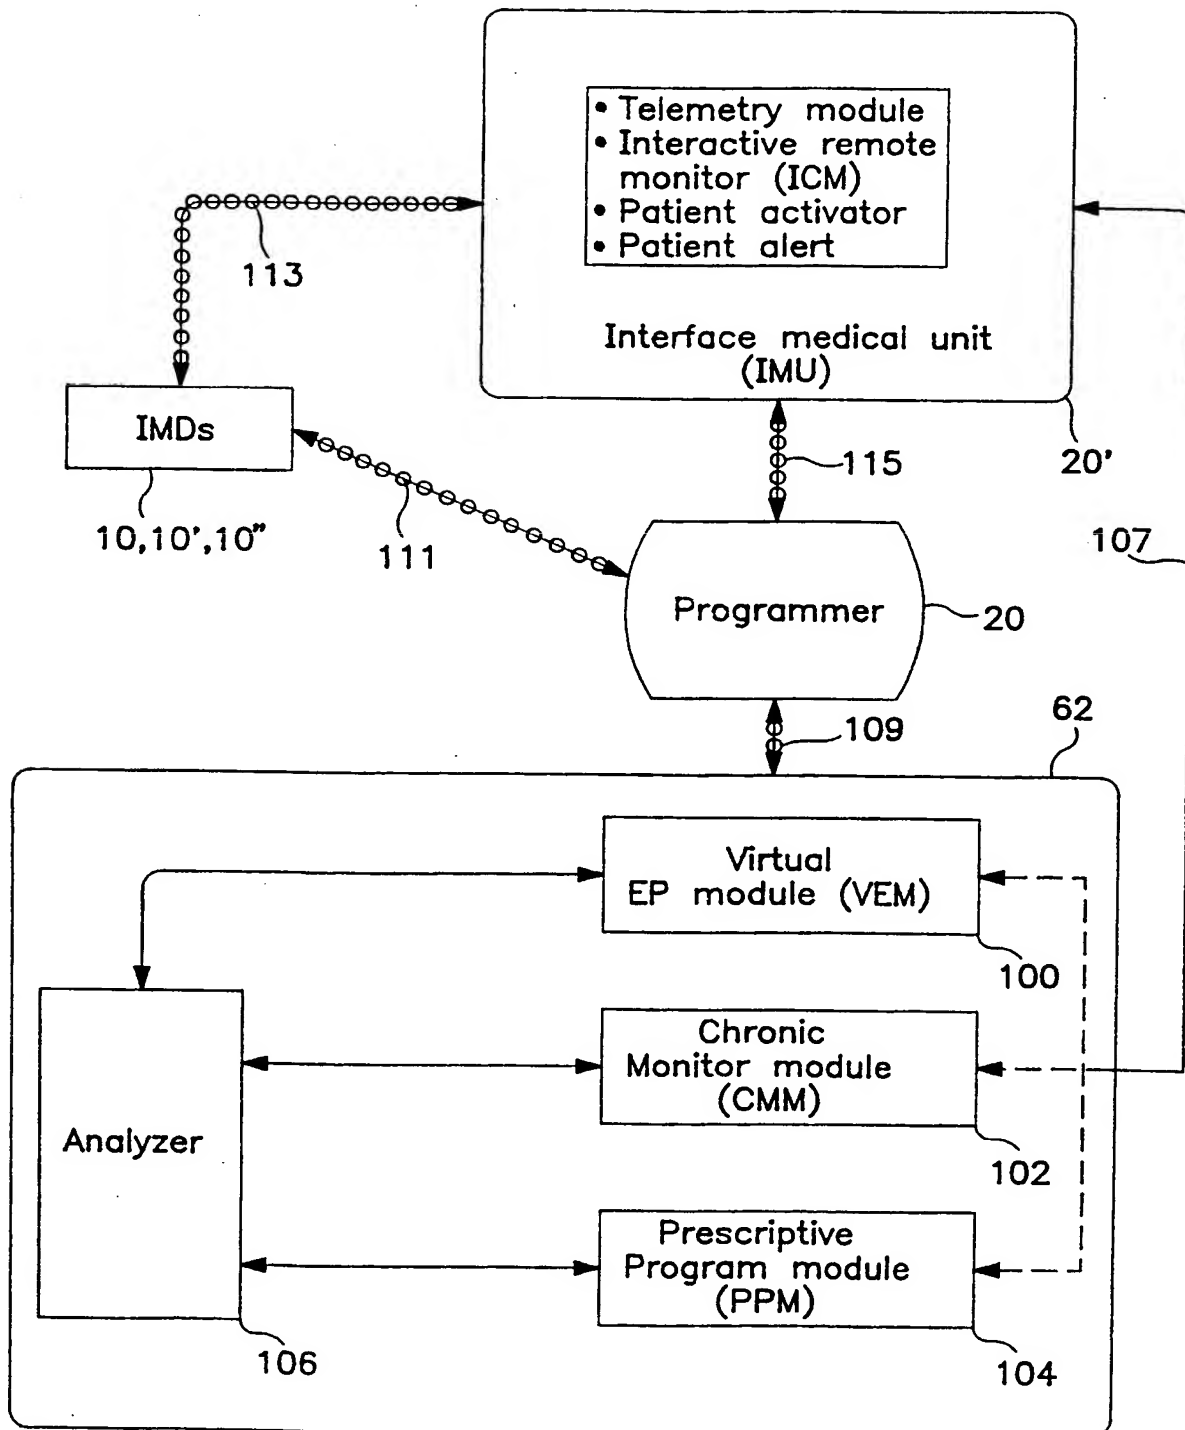 • Telemetry module
• Interactive remote
monitor (ICM)
• Patient activator
• Patient alert
Interface medical unit
(IMU)
113
IMDs
10,10',10"
111
115
20'
107
Programmer
20
109
62
Virtual
EP module (VEM)
100
Chronic
Monitor module
(CMM)
102
Analyzer
106
Prescriptive
Program module
(PPM)
104